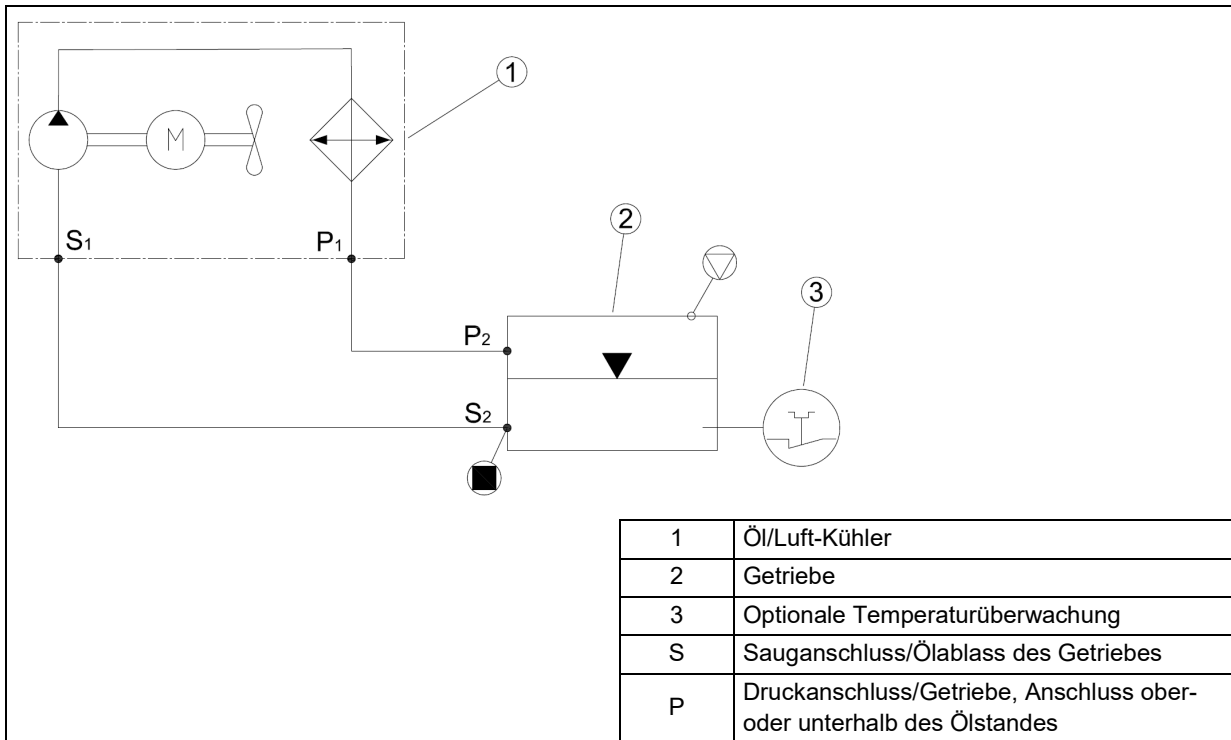 1
M
S1
P1
2
3
P2
S2
1 Öl/Luft-Kühler
2 Getriebe
3 Optionale Temperaturüberwachung
S Sauganschluss/Ölablass des Getriebes
P Druckanschluss/Getriebe, Anschluss ober-
oder unterhalb des Ölstandes